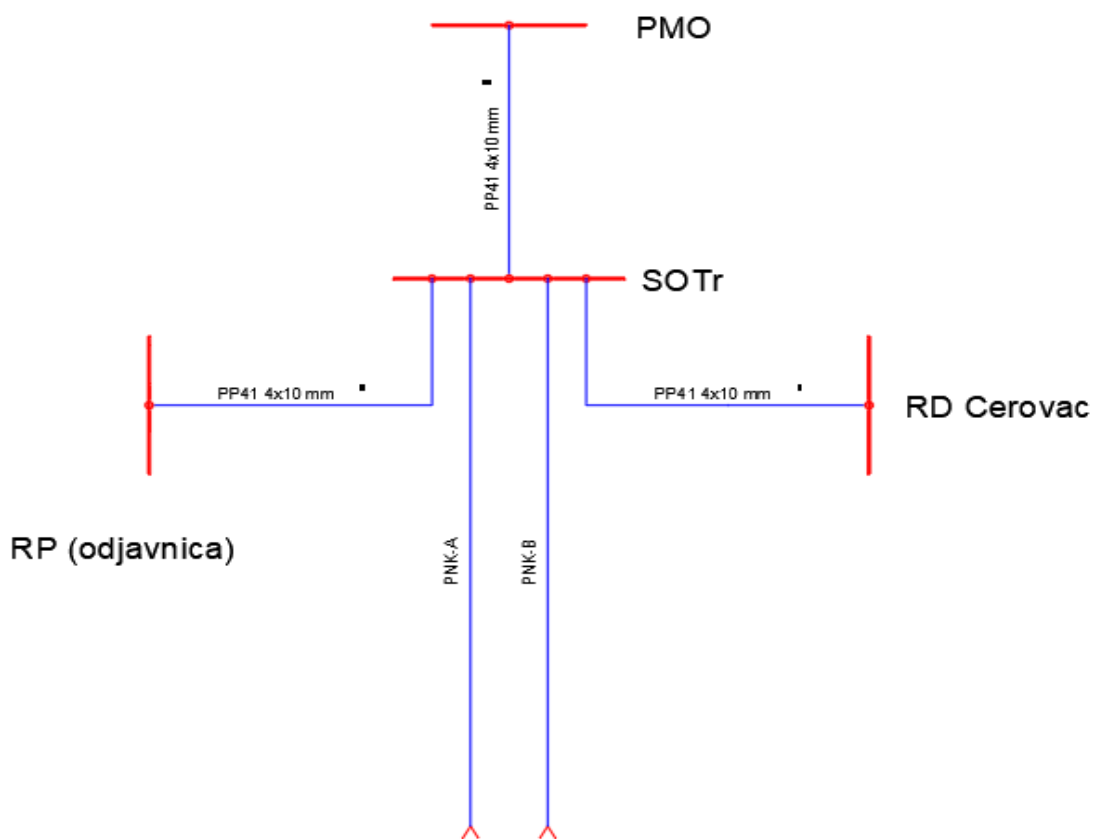 PMO
PP41 4x10 mm
SOTr
PP41 4x10 mm
PP41 4x10 mm
RD Cerovac
RP (odjavnica)
PNK-A
PNK-B